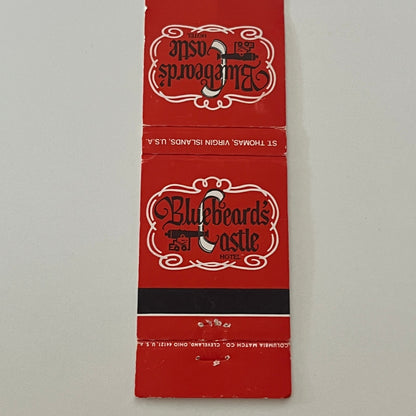 Bluebeard's
Castle
HOTEL
ST. THOMAS, VIRGIN ISLANDS, U.S.A.
Bluebeard's
Castle
HOTEL
COLUMBIA MATCH CO., CLEVELAND, OHIO 44121 U. S. A.